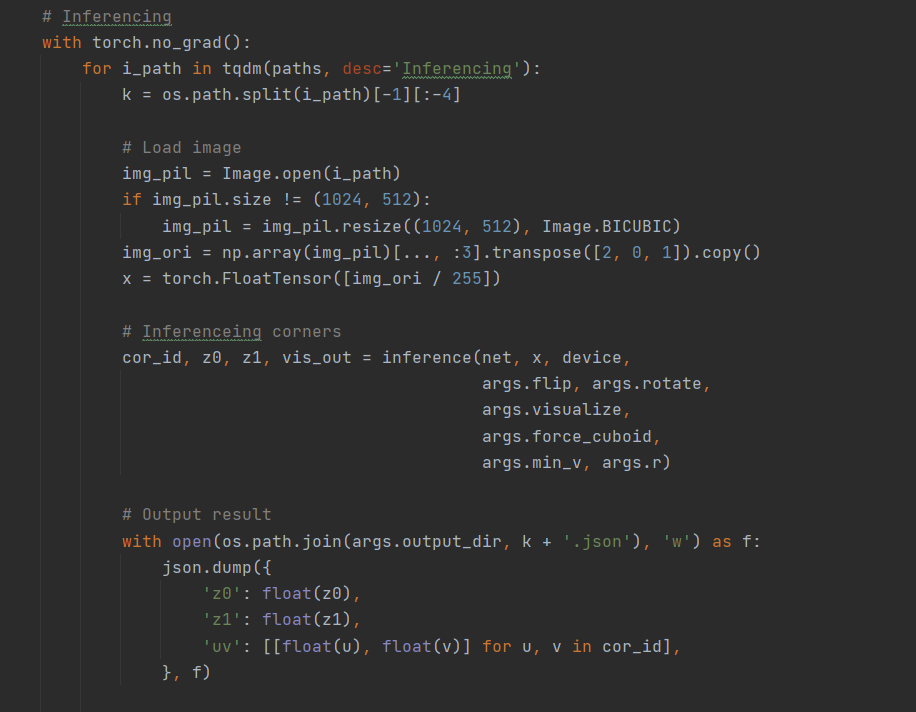 # Inferencing
with torch.no_grad():
    for i_path in tqdm(paths, desc='Inferencing'):
        k = os.path.split(i_path)[-1][:-4]

        # Load image
        img_pil = Image.open(i_path)
        if img_pil.size != (1024, 512):
            img_pil = img_pil.resize((1024, 512), Image.BICUBIC)
        img_ori = np.array(img_pil)[..., :3].transpose([2, 0, 1]).copy()
        x = torch.FloatTensor([img_ori / 255])

        # Inferenceing corners
        cor_id, z0, z1, vis_out = inference(net, x, device,
                                            args.flip, args.rotate,
                                            args.visualize,
                                            args.force_cuboid,
                                            args.min_v, args.r)

        # Output result
        with open(os.path.join(args.output_dir, k + '.json'), 'w') as f:
            json.dump({
                'z0': float(z0),
                'z1': float(z1),
                'uv': [[float(u), float(v)] for u, v in cor_id],
            }, f)